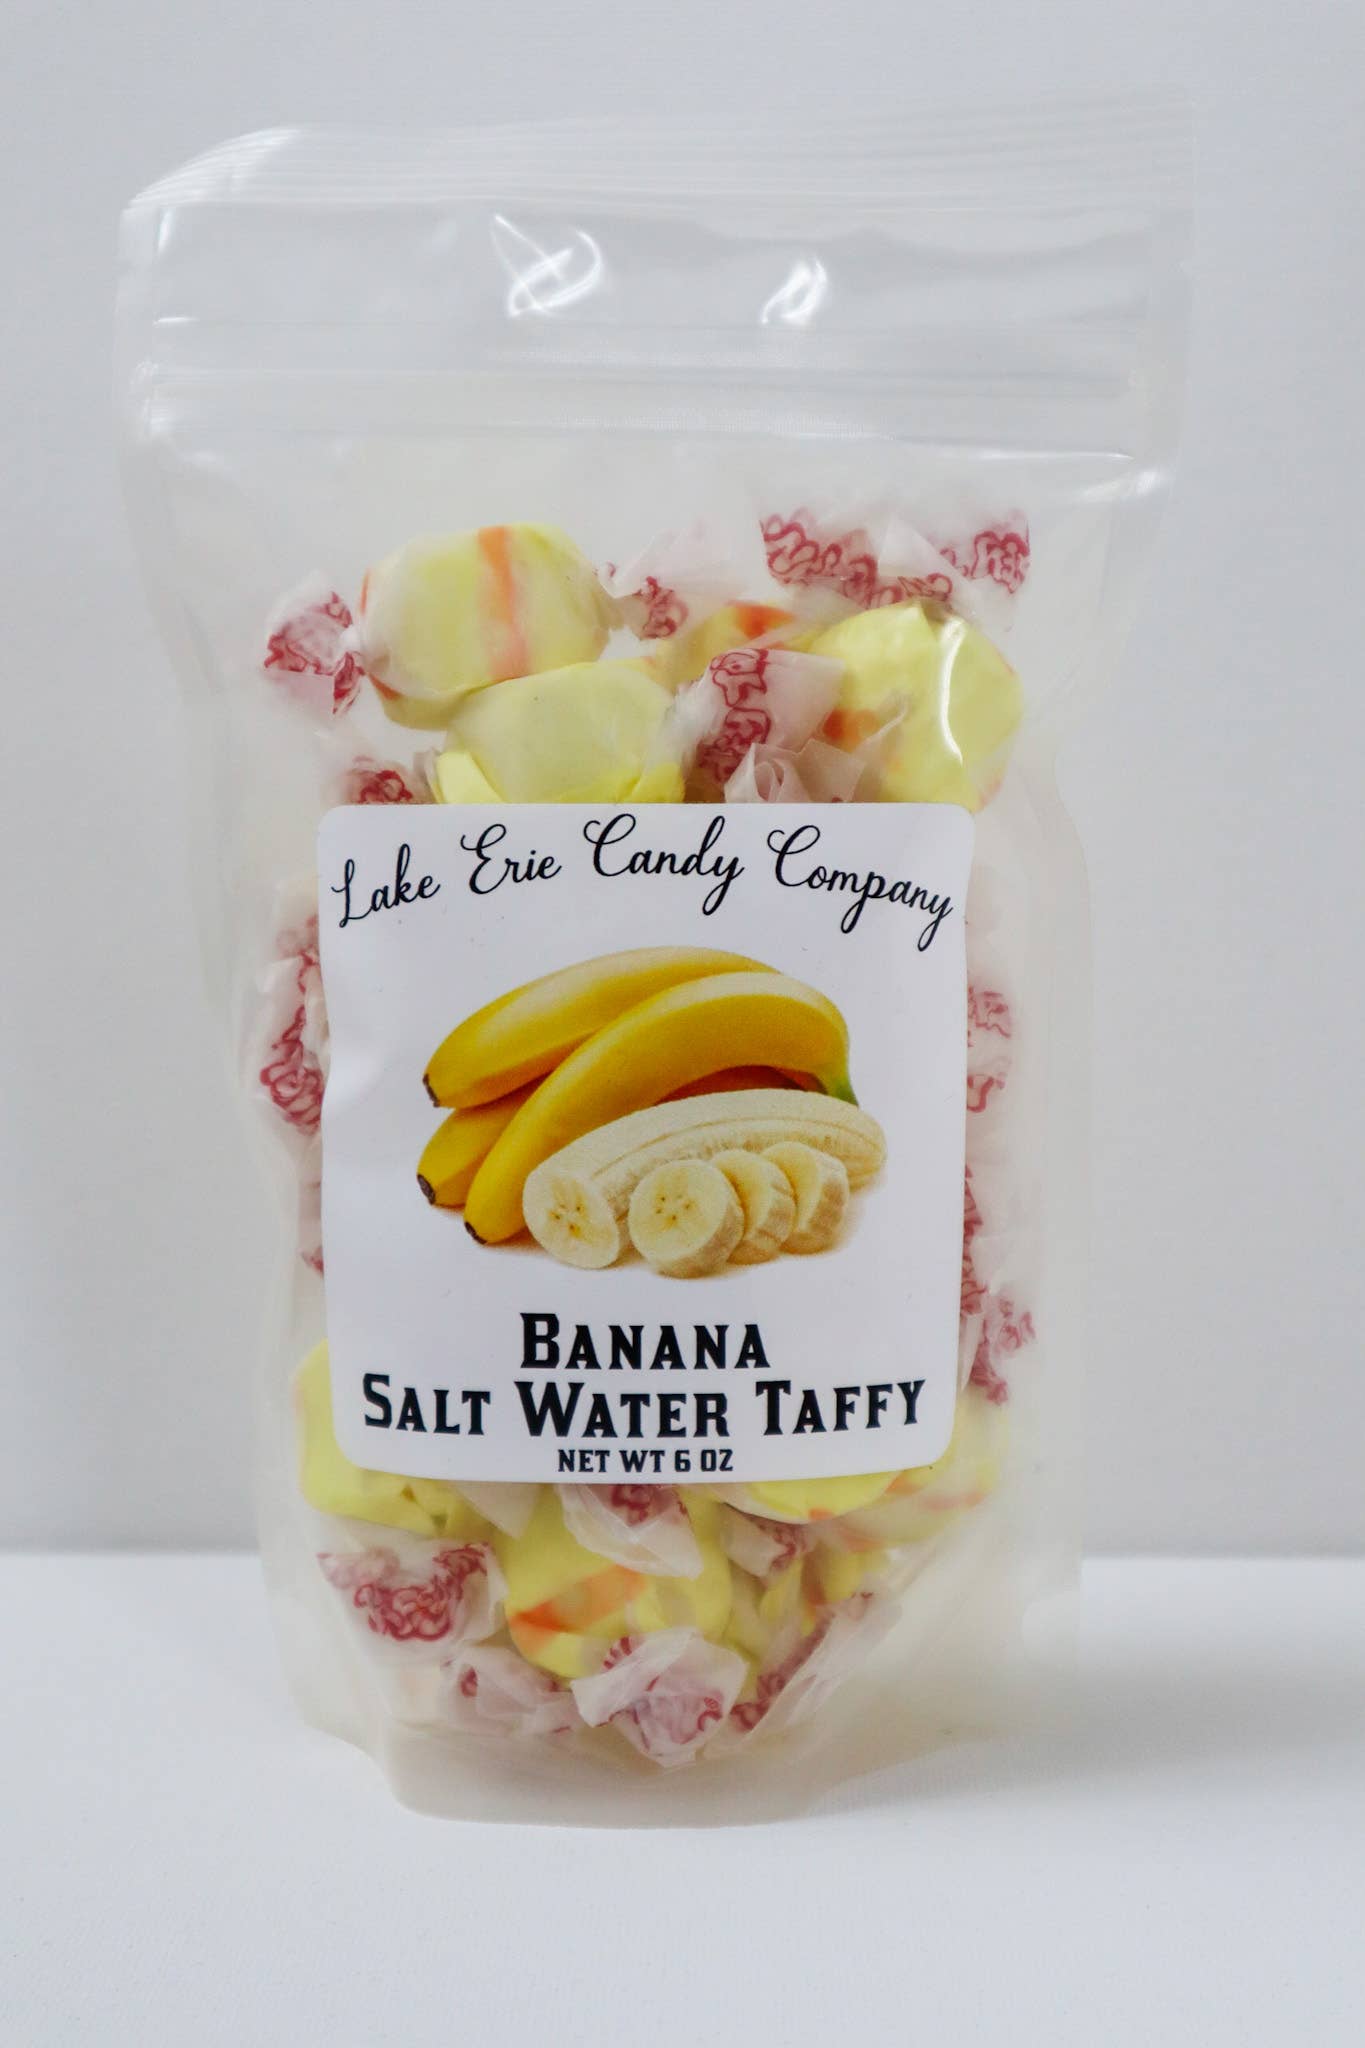 Lake Erie Candy Company
Banana
Salt Water Taffy
NET WT 6 OZ